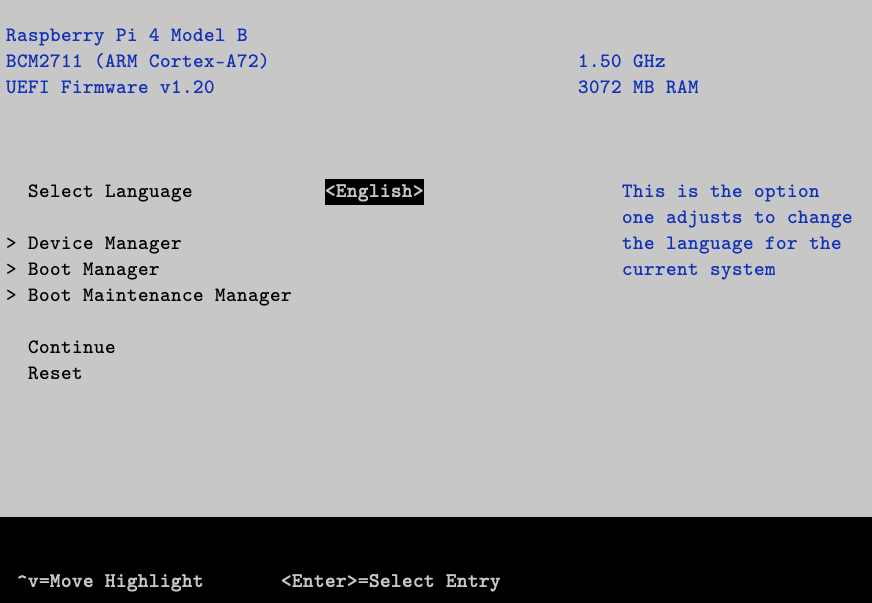 Raspberry Pi 4 Model B
BCM2711 (ARM Cortex-A72) 1.50 GHz
UEFI Firmware v1.20 3072 MB RAM
Select Language <English> This is the option
one adjusts to change
> Device Manager the language for the
> Boot Manager current system
> Boot Maintenance Manager
Continue
Reset
^v=Move Highlight <Enter>=Select Entry